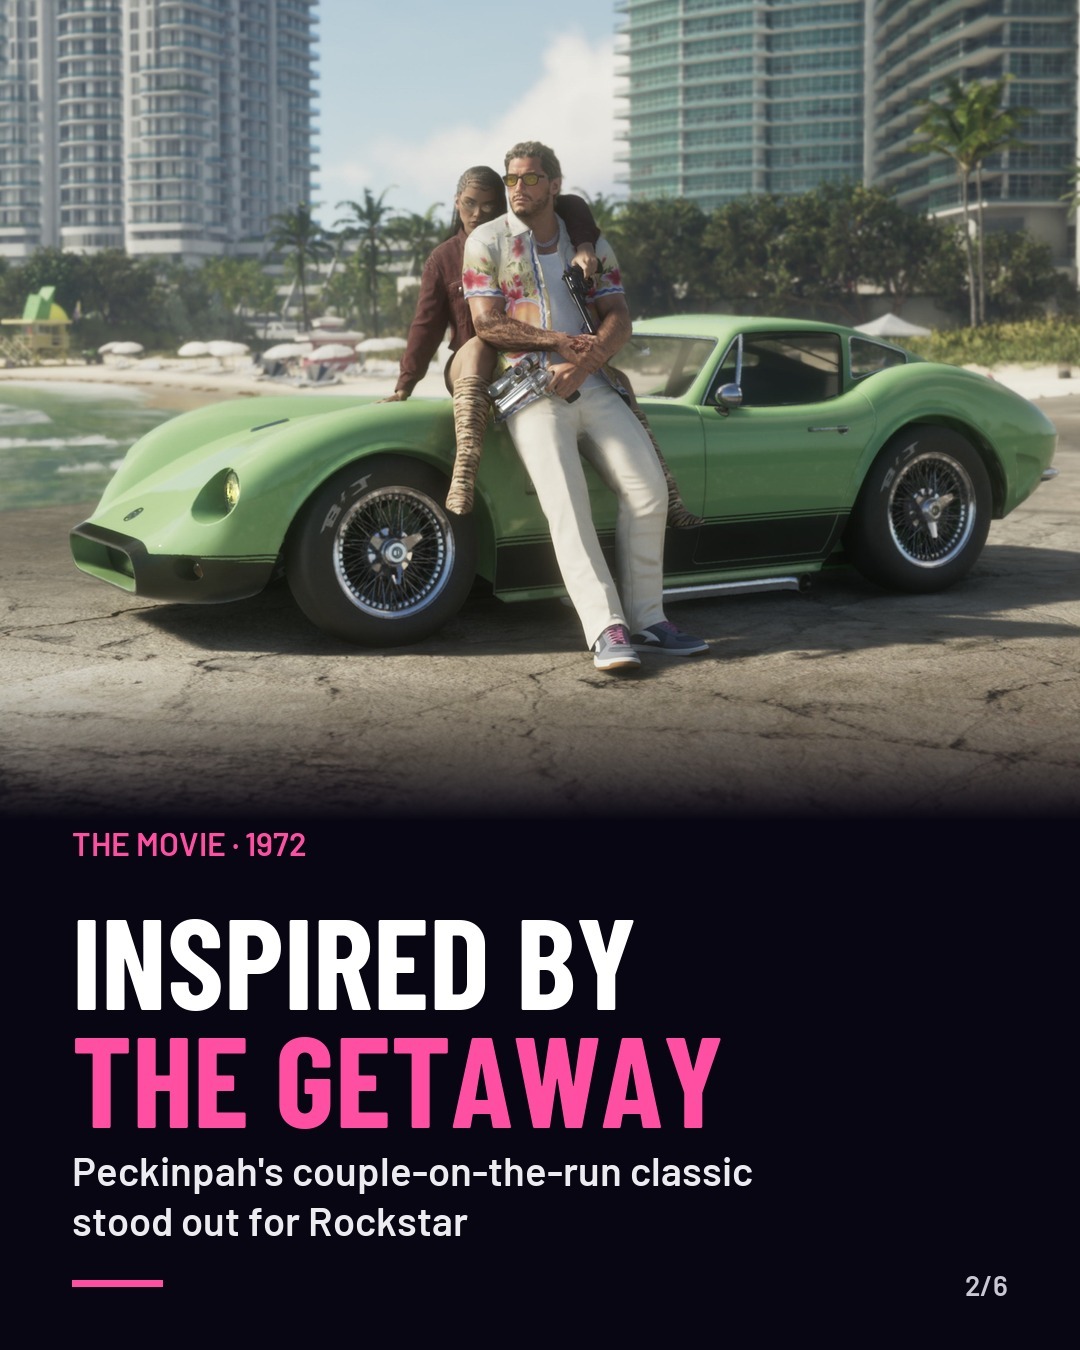 THE MOVIE · 1972
INSPIRED BY
THE GETAWAY
Peckinpah's couple-on-the-run classic
stood out for Rockstar
2/6